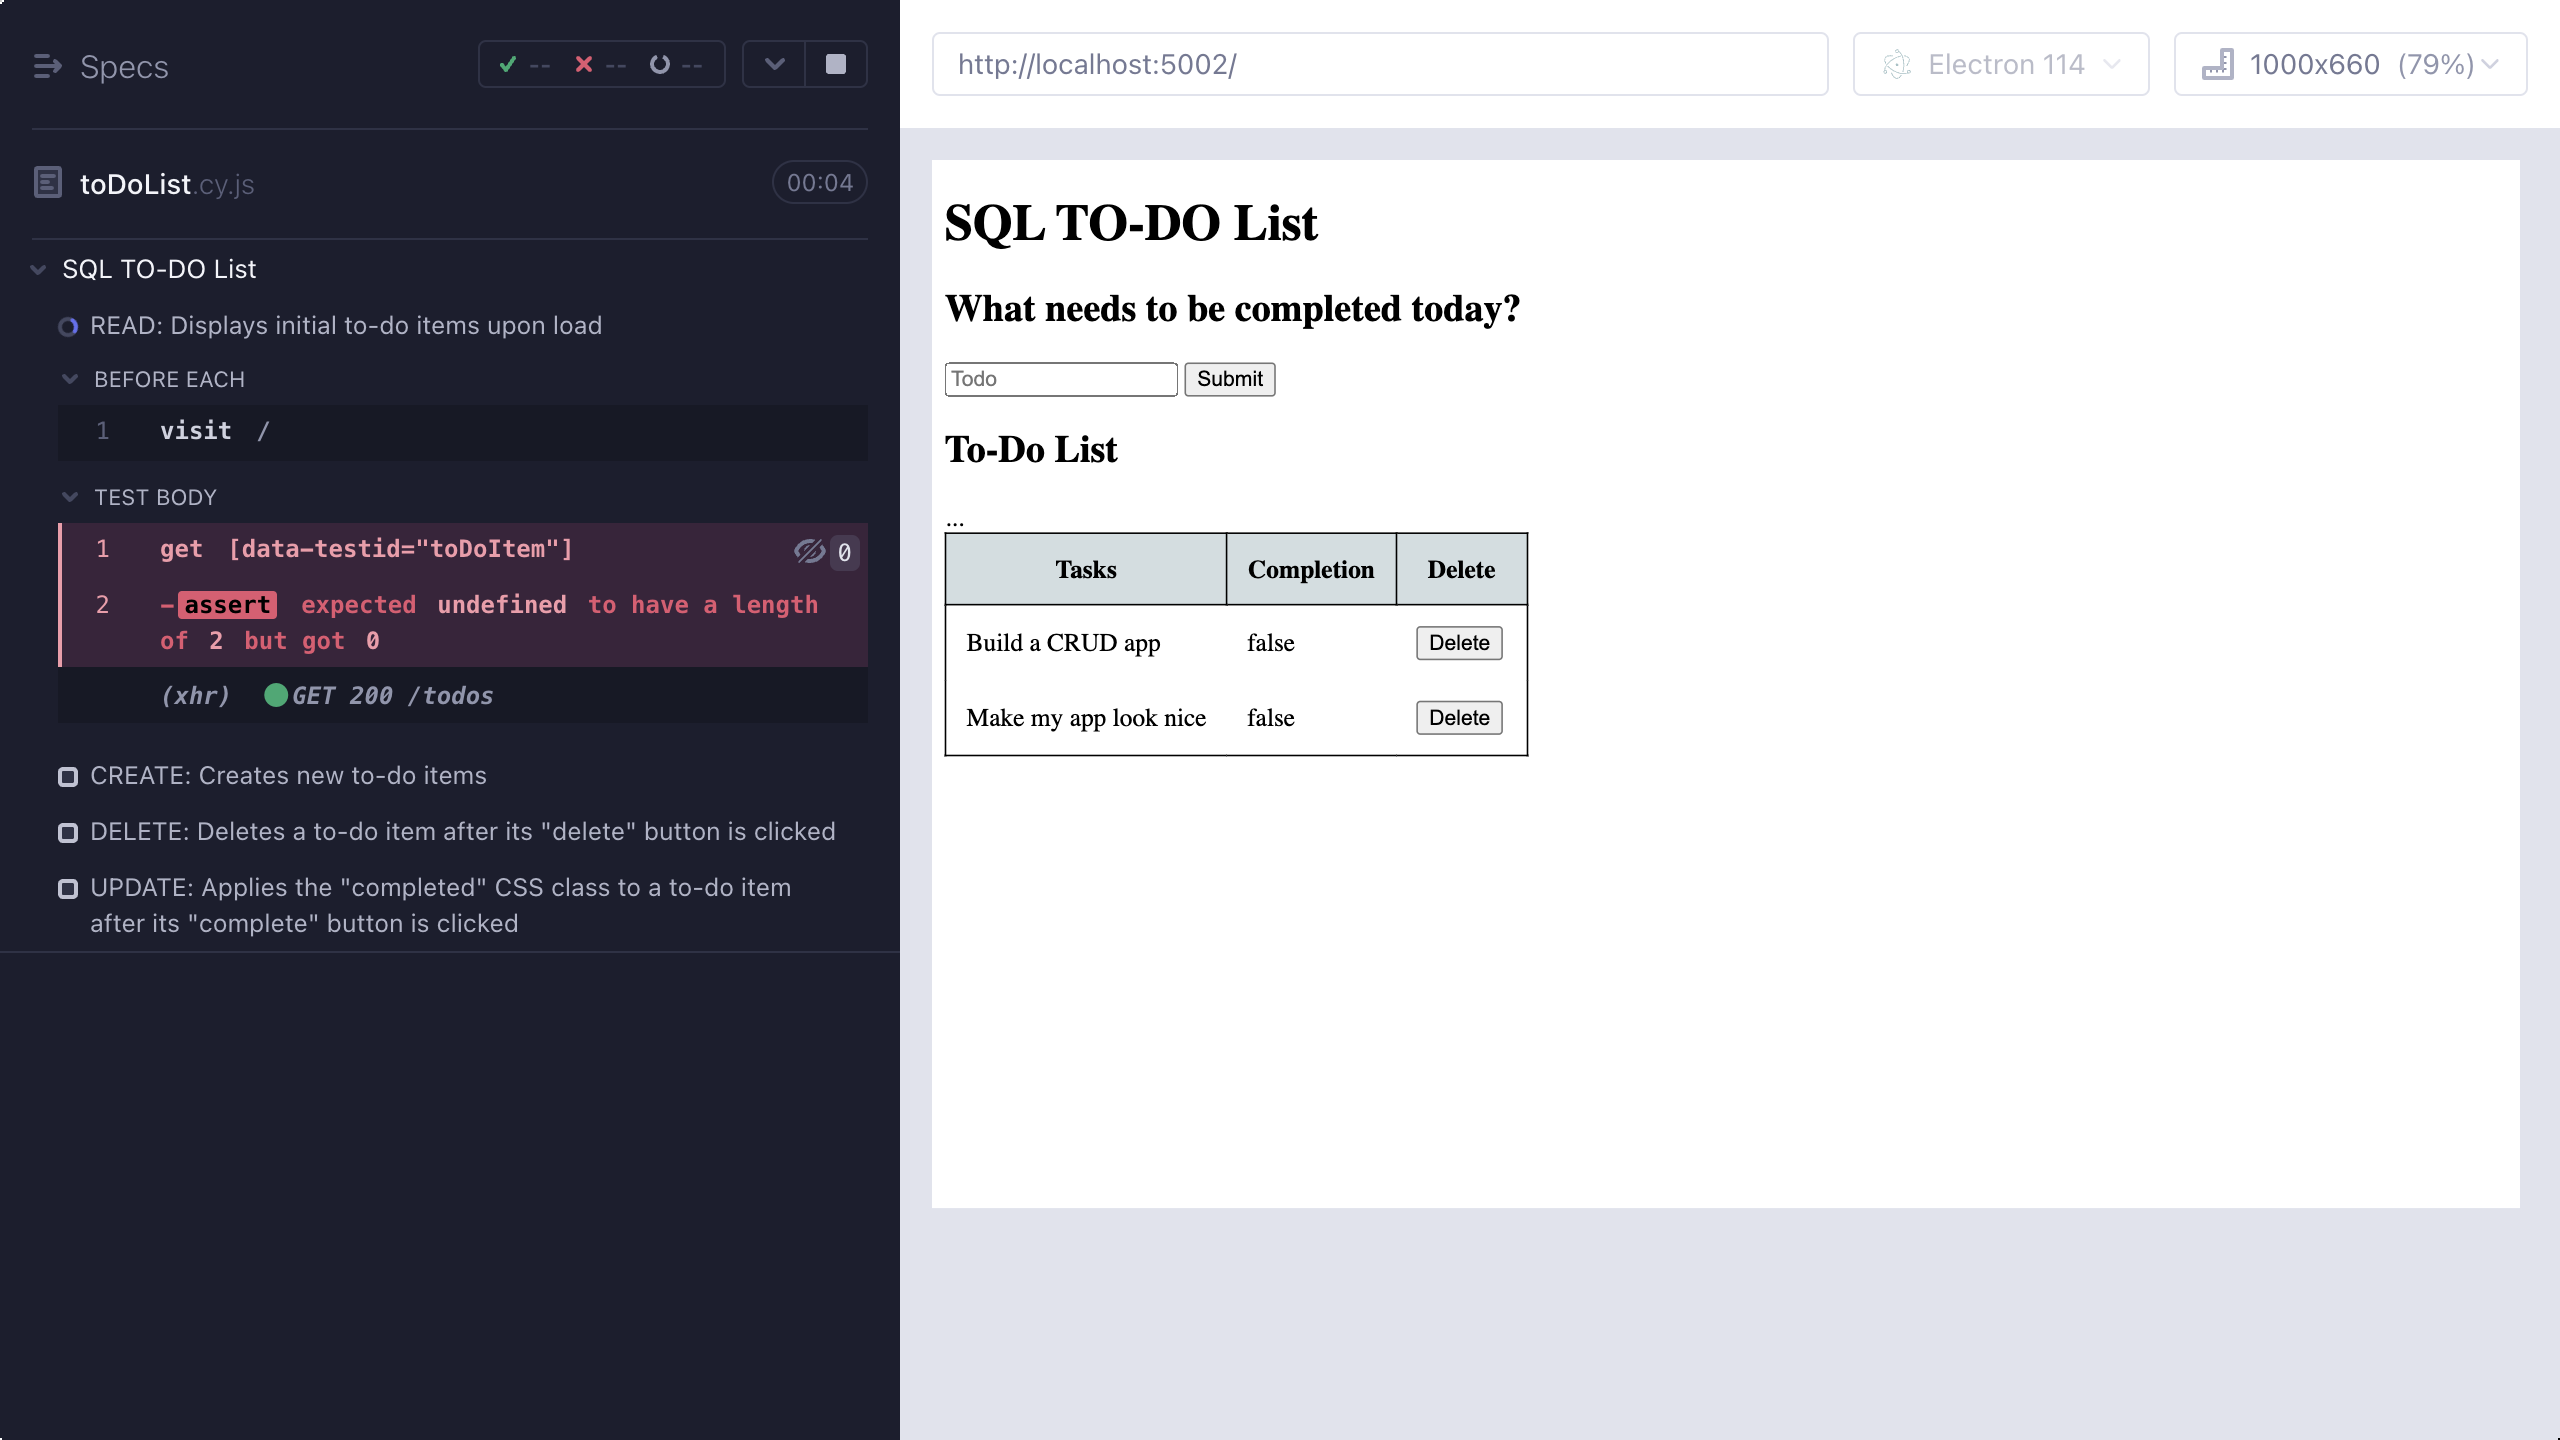 Specs
-- -- --
toDoList.cy.js
00:04
SQL TO-DO List
READ: Displays initial to-do items upon load
BEFORE EACH
1 visit /
TEST BODY
1 get [data-testid="toDoItem"] 0
2 -assert expected undefined to have a length
of 2 but got 0
(xhr) GET 200 /todos
CREATE: Creates new to-do items
DELETE: Deletes a to-do item after its "delete" button is clicked
UPDATE: Applies the "completed" CSS class to a to-do item
after its "complete" button is clicked
http://localhost:5002/
Electron 114
1000x660 (79%)
SQL TO-DO List
What needs to be completed today?
Todo Submit
To-Do List
...
Tasks Completion Delete
Build a CRUD app false Delete
Make my app look nice false Delete